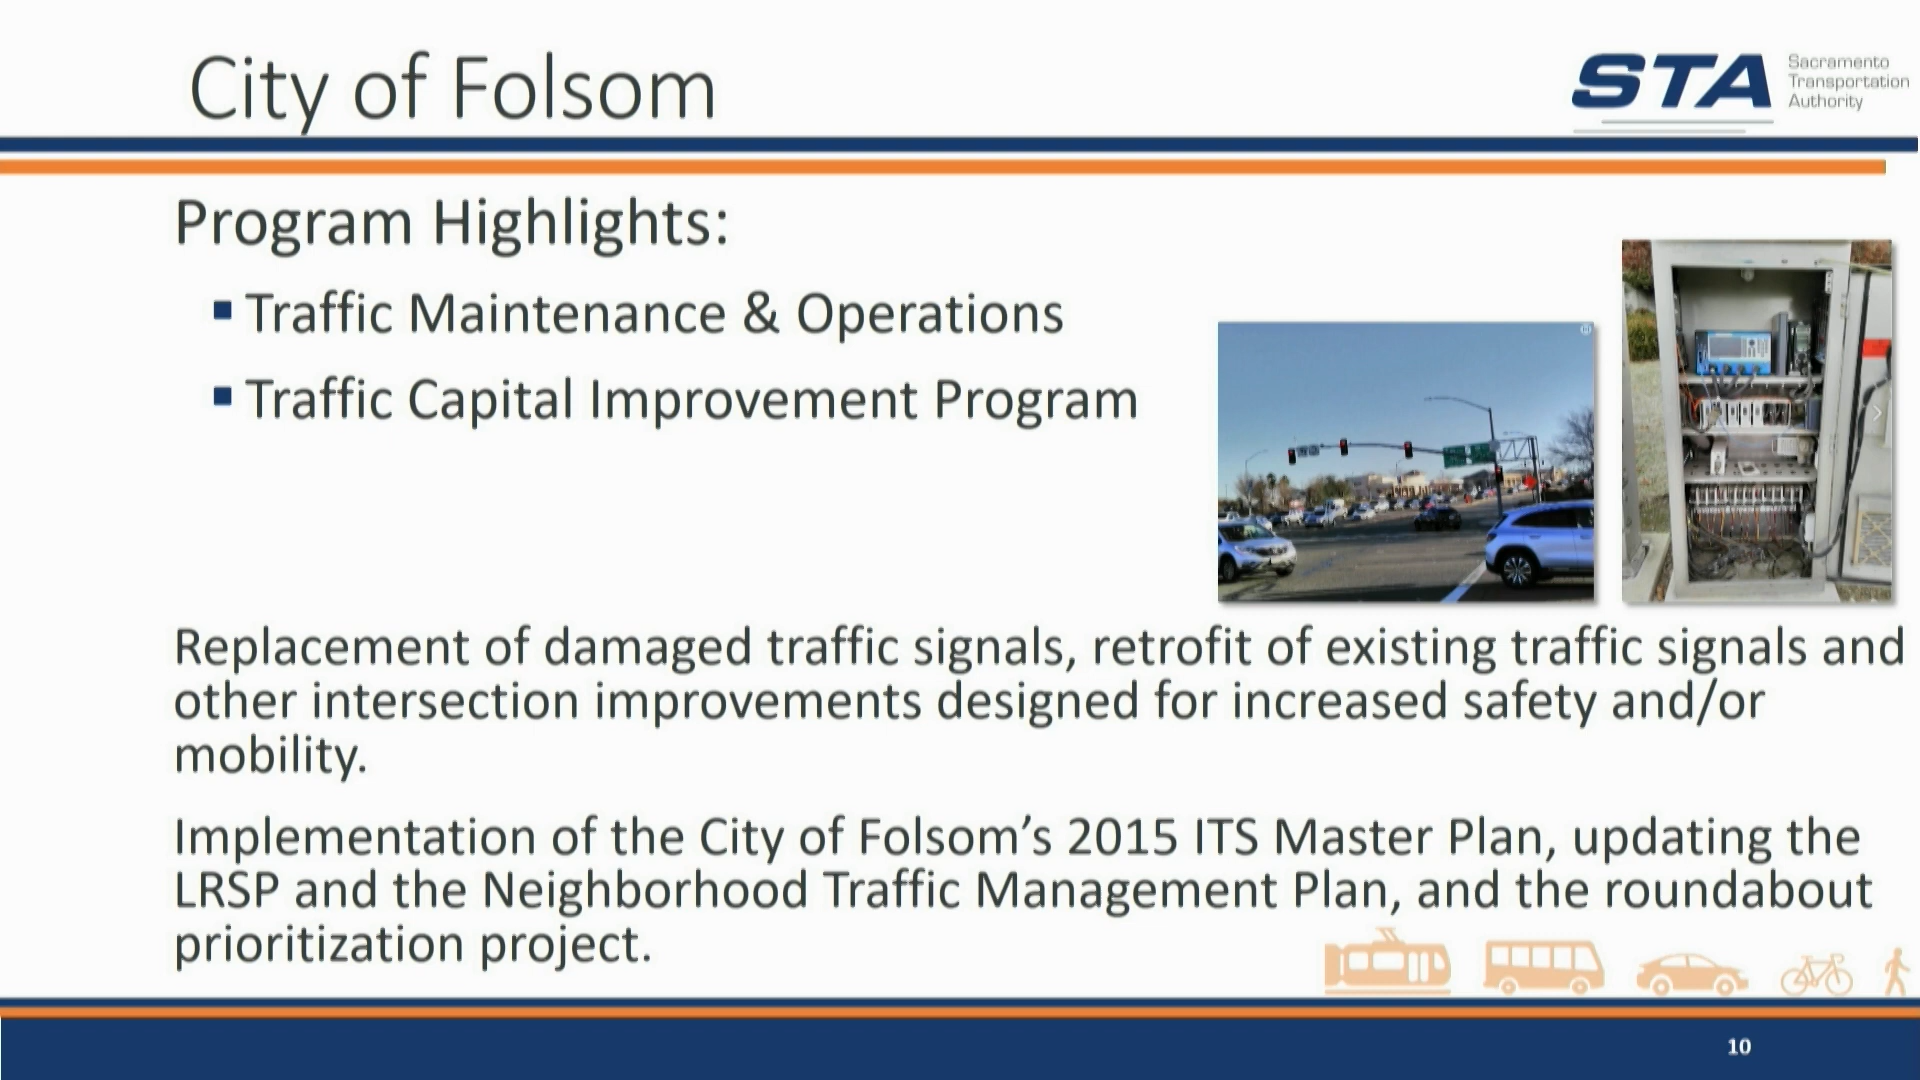 City of Folsom
STA
Sacramento
Transportation
Authority
Program Highlights:
Traffic Maintenance & Operations
Traffic Capital Improvement Program
Replacement of damaged traffic signals, retrofit of existing traffic signals and
other intersection improvements designed for increased safety and/or
mobility.
Implementation of the City of Folsom’s 2015 ITS Master Plan, updating the
LRSP and the Neighborhood Traffic Management Plan, and the roundabout
prioritization project.
10